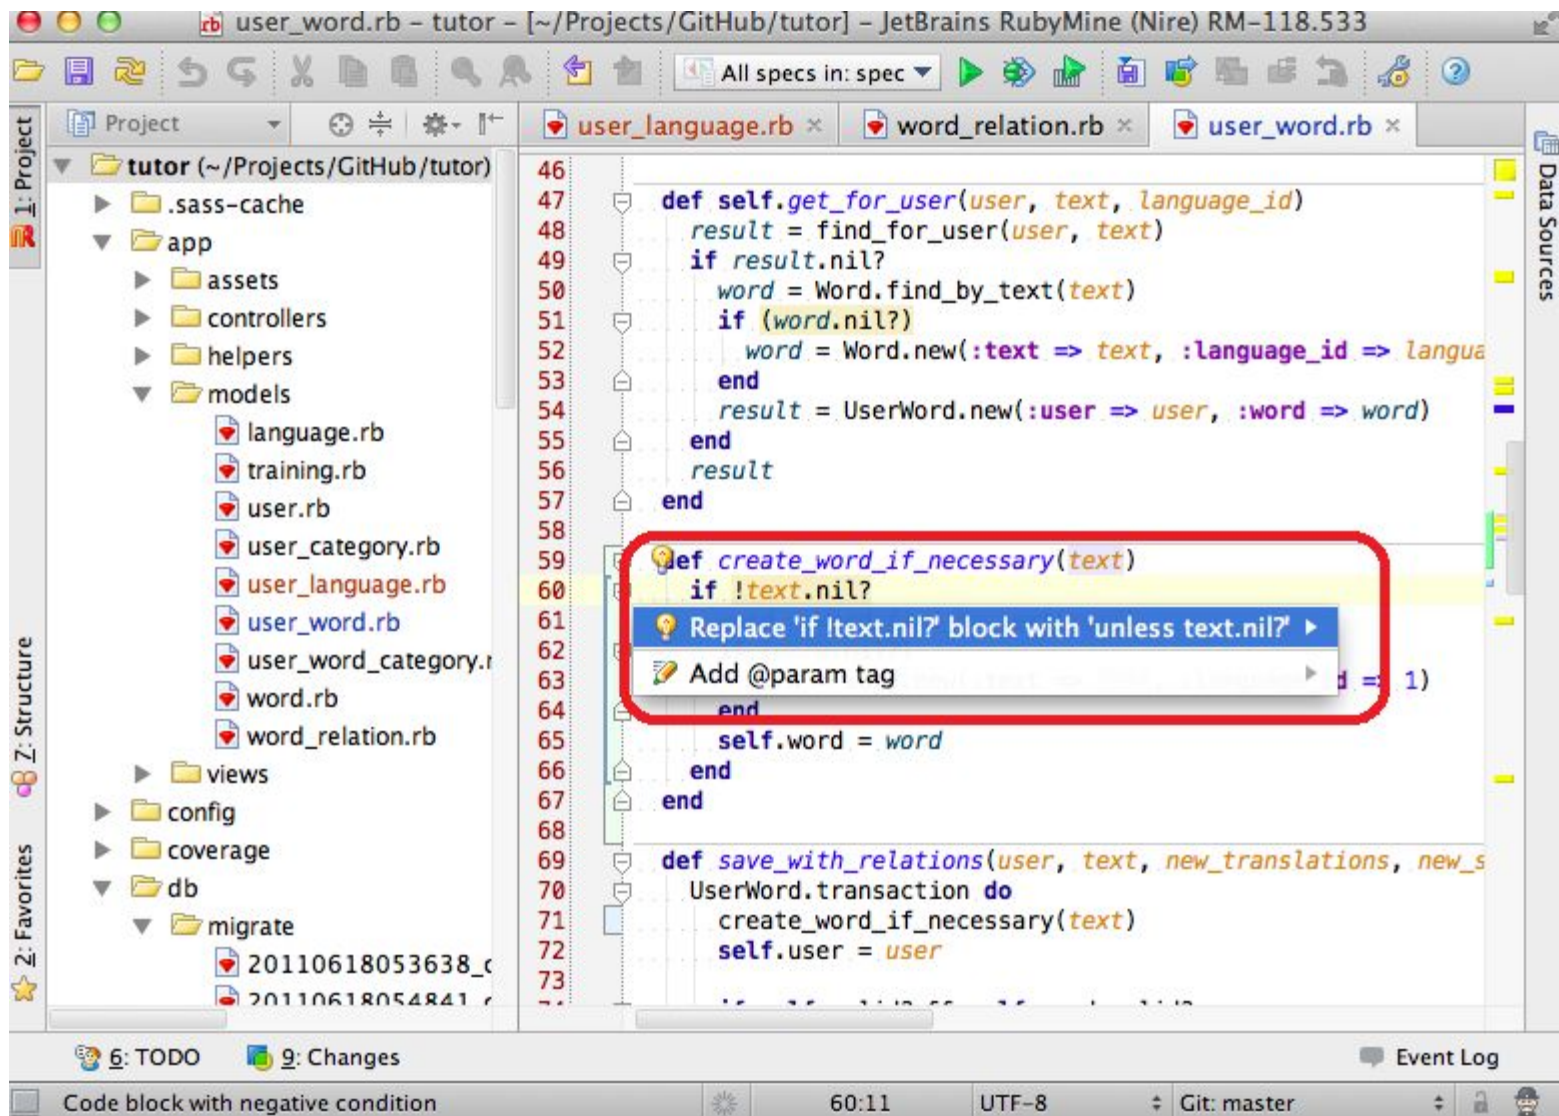 user_word.rb – tutor – [~/Projects/GitHub/tutor] – JetBrains RubyMine (Nire) RM-118.533
All specs in: spec
1: Project
Project
user_language.rb
word_relation.rb
user_word.rb
Data Sources
tutor (~/Projects/GitHub/tutor)
.sass-cache
app
assets
controllers
helpers
models
language.rb
training.rb
user.rb
user_category.rb
user_language.rb
user_word.rb
user_word_category.r
word.rb
word_relation.rb
views
config
coverage
db
migrate
20110618053638_c
20110618054841_c
7: Structure
2: Favorites
46
47 def self.get_for_user(user, text, language_id)
48 result = find_for_user(user, text)
49 if result.nil?
50 word = Word.find_by_text(text)
51 if (word.nil?)
52 word = Word.new(:text => text, :language_id => langua
53 end
54 result = UserWord.new(:user => user, :word => word)
55 end
56 result
57 end
58
59 def create_word_if_necessary(text)
60 if !text.nil?
61
Replace 'if !text.nil?' block with 'unless text.nil?'
62
Add @param tag
63 => 1)
64 end
65 self.word = word
66 end
67 end
68
69 def save_with_relations(user, text, new_translations, new_s
70 UserWord.transaction do
71 create_word_if_necessary(text)
72 self.user = user
73
6: TODO
9: Changes
Event Log
Code block with negative condition
60:11
UTF-8
Git: master